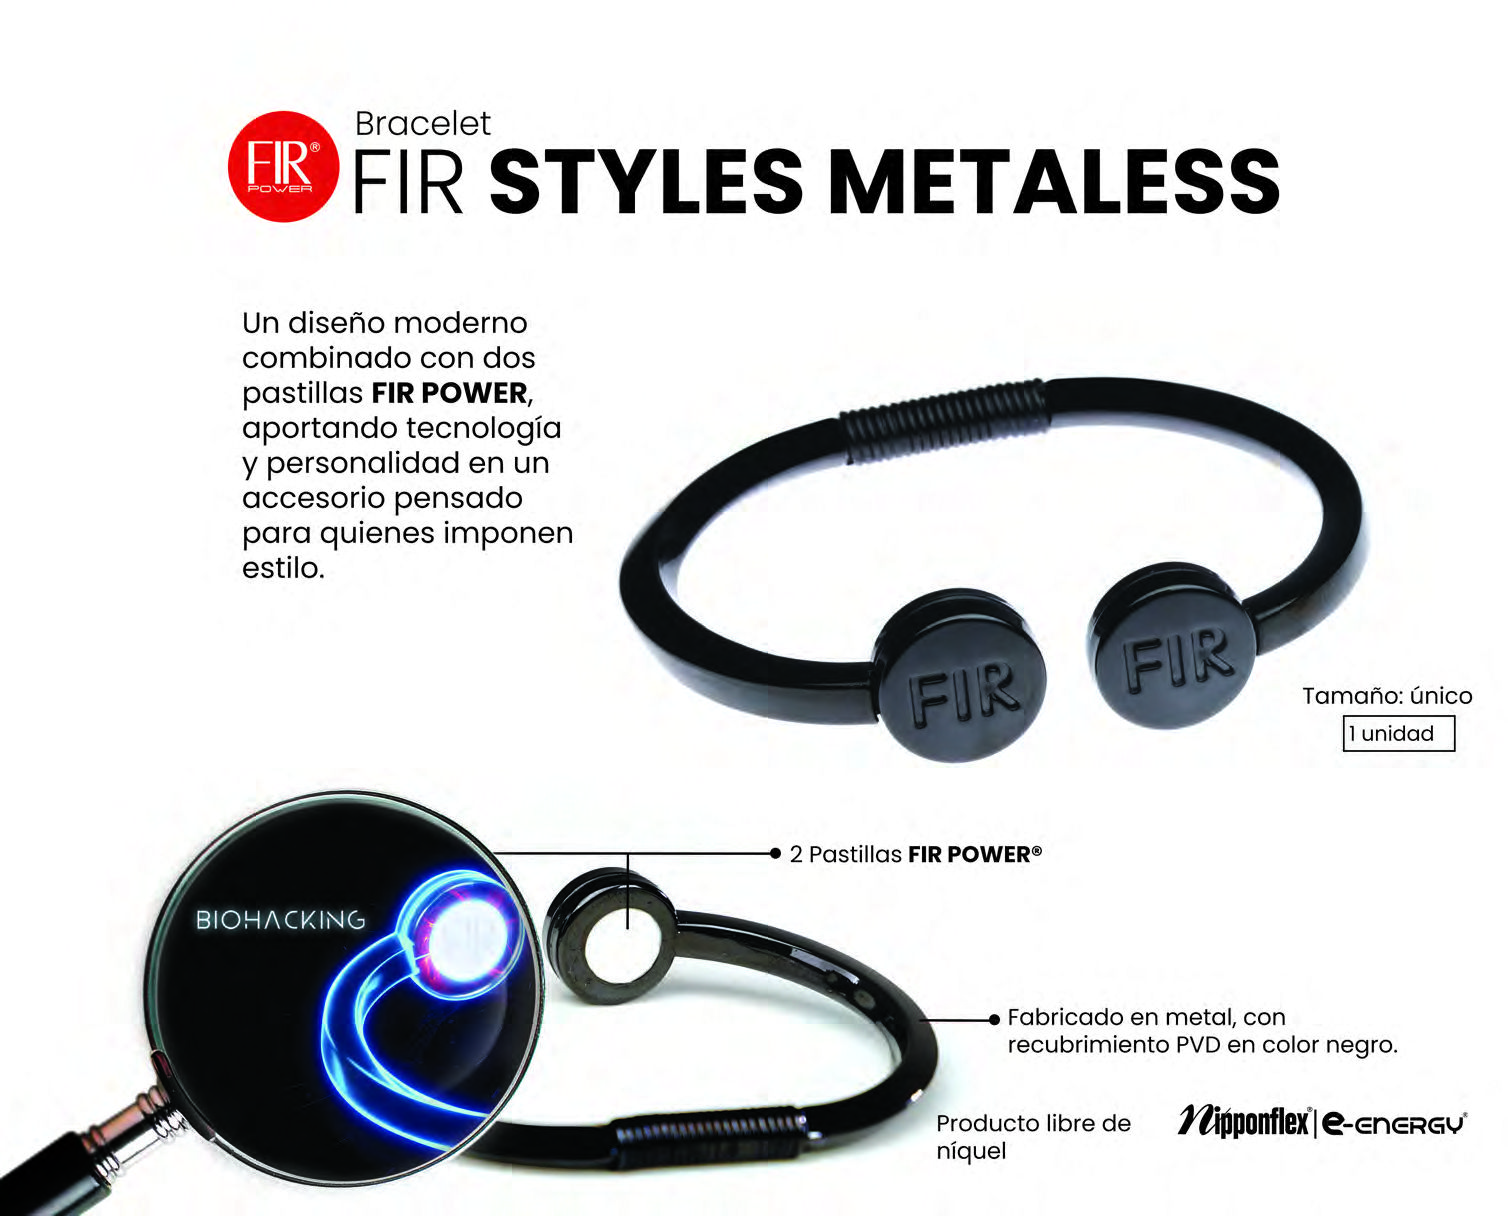 FIR®
POWER
Bracelet
FIR STYLES METALESS
Un diseño moderno
combinado con dos
pastillas FIR POWER,
aportando tecnología
y personalidad en un
accesorio pensado
para quienes imponen
estilo.
FIR
FIR
Tamaño: único
1 unidad
BIOHACKING
2 Pastillas FIR POWER®
Fabricado en metal, con
recubrimiento PVD en color negro.
Producto libre de
níquel
Nipponflex® | e-ENERGY®